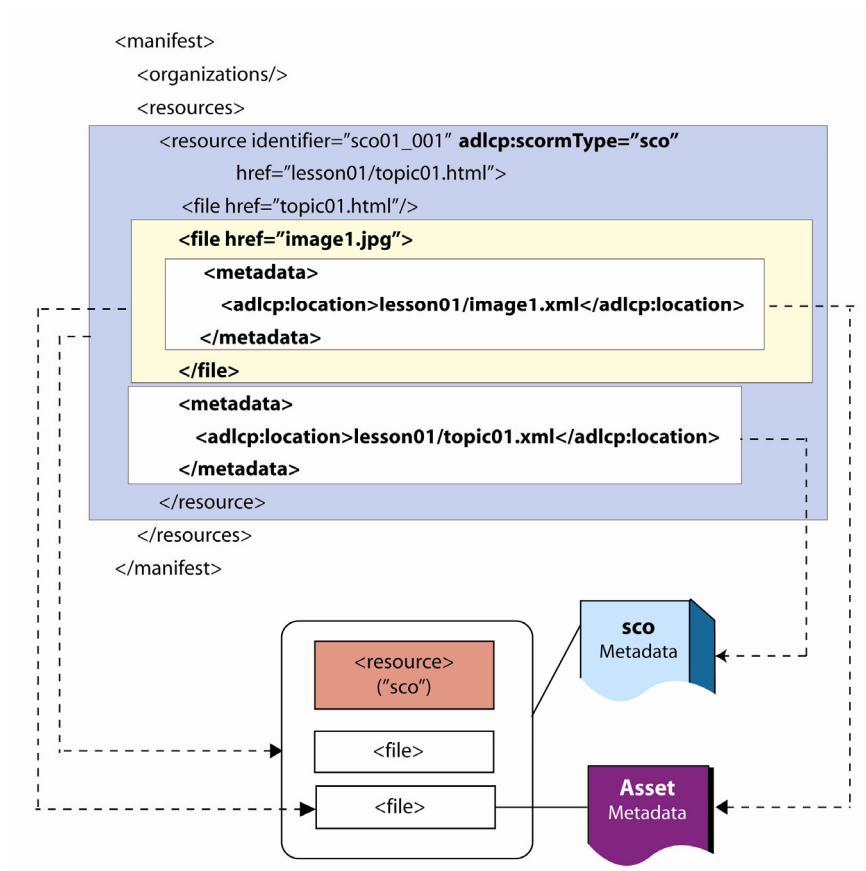 <manifest>
<organizations/>
<resources>
<resource identifier="sco01_001" adlcp:scormType="sco"
href="lesson01/topic01.html">
<file href="topic01.html"/>
<file href="image1.jpg">
<metadata>
<adlcp:location>lesson01/image1.xml</adlcp:location>
</metadata>
</file>
<metadata>
<adlcp:location>lesson01/topic01.xml</adlcp:location>
</metadata>
</resource>
</resources>
</manifest>
<resource>
("sco")
<file>
<file>
sco
Metadata
Asset
Metadata